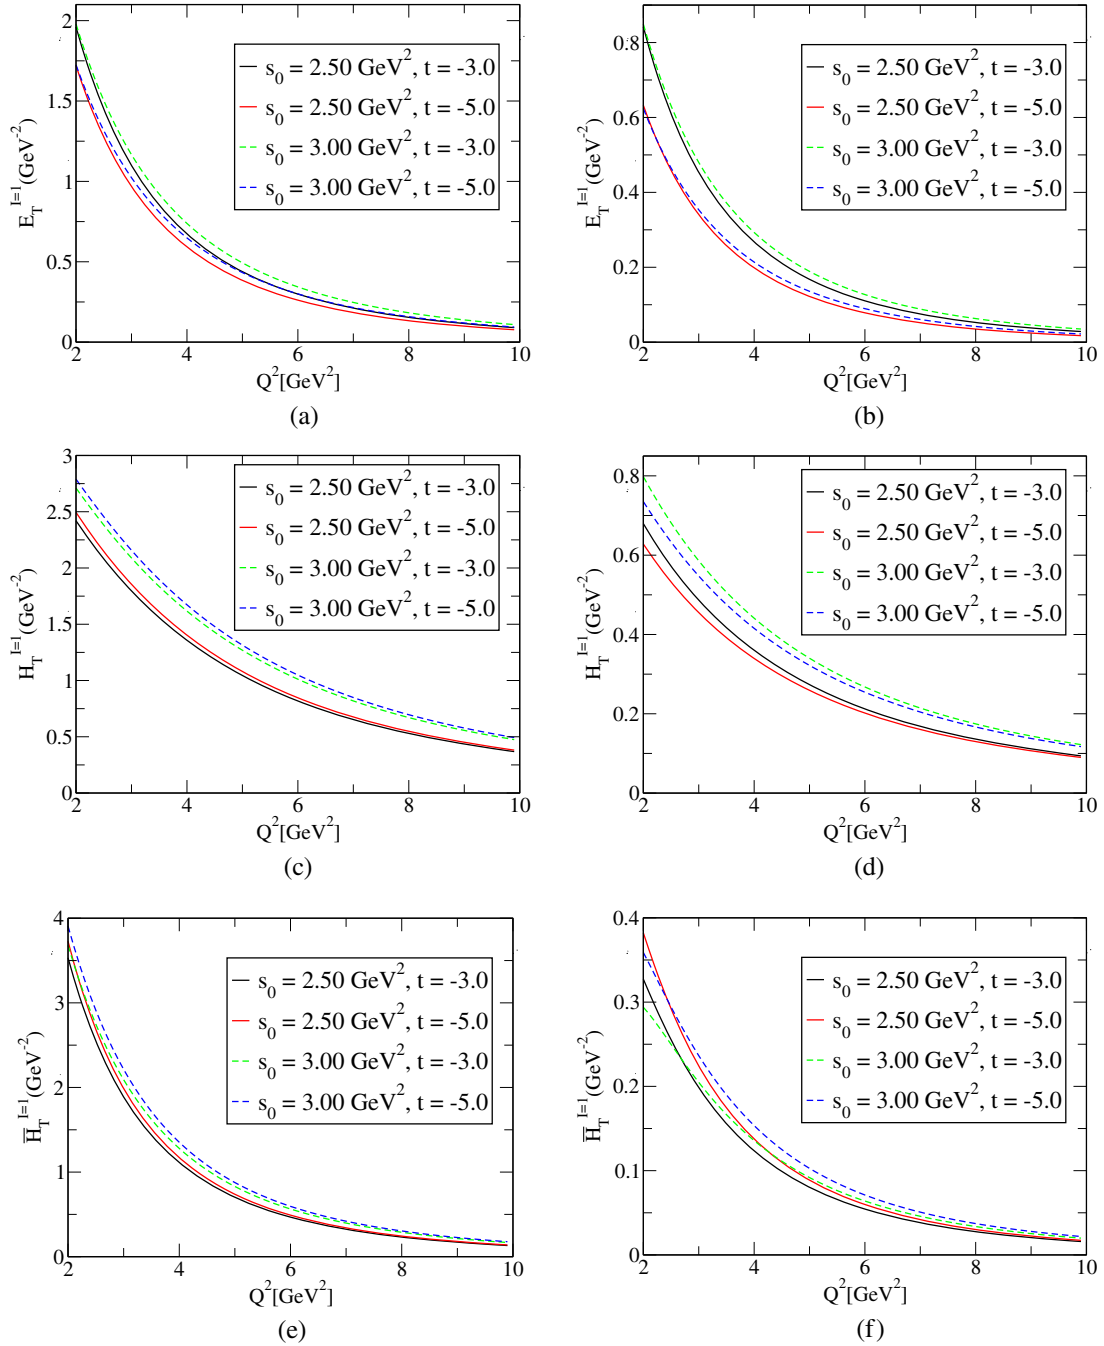 2
1.5
1
0.5
0
E_T^{I=1}(GeV^{-2})
s_0 = 2.50 GeV^2, t = -3.0
s_0 = 2.50 GeV^2, t = -5.0
s_0 = 3.00 GeV^2, t = -3.0
s_0 = 3.00 GeV^2, t = -5.0
2 4 6 8 10
Q^2[GeV^2]
(a)
0.8
0.6
0.4
0.2
0
E_T^{I=1}(GeV^{-2})
s_0 = 2.50 GeV^2, t = -3.0
s_0 = 2.50 GeV^2, t = -5.0
s_0 = 3.00 GeV^2, t = -3.0
s_0 = 3.00 GeV^2, t = -5.0
2 4 6 8 10
Q^2[GeV^2]
(b)
3
2.5
2
1.5
1
0.5
0
H_T^{I=1}(GeV^{-2})
s_0 = 2.50 GeV^2, t = -3.0
s_0 = 2.50 GeV^2, t = -5.0
s_0 = 3.00 GeV^2, t = -3.0
s_0 = 3.00 GeV^2, t = -5.0
2 4 6 8 10
Q^2[GeV^2]
(c)
0.8
0.6
0.4
0.2
0
H_T^{I=1}(GeV^{-2})
s_0 = 2.50 GeV^2, t = -3.0
s_0 = 2.50 GeV^2, t = -5.0
s_0 = 3.00 GeV^2, t = -3.0
s_0 = 3.00 GeV^2, t = -5.0
2 4 6 8 10
Q^2[GeV^2]
(d)
4
3
2
1
0
H̅_T^{I=1}(GeV^{-2})
s_0 = 2.50 GeV^2, t = -3.0
s_0 = 2.50 GeV^2, t = -5.0
s_0 = 3.00 GeV^2, t = -3.0
s_0 = 3.00 GeV^2, t = -5.0
2 4 6 8 10
Q^2[GeV^2]
(e)
0.4
0.3
0.2
0.1
0
H̅_T^{I=1}(GeV^{-2})
s_0 = 2.50 GeV^2, t = -3.0
s_0 = 2.50 GeV^2, t = -5.0
s_0 = 3.00 GeV^2, t = -3.0
s_0 = 3.00 GeV^2, t = -5.0
2 4 6 8 10
Q^2[GeV^2]
(f)